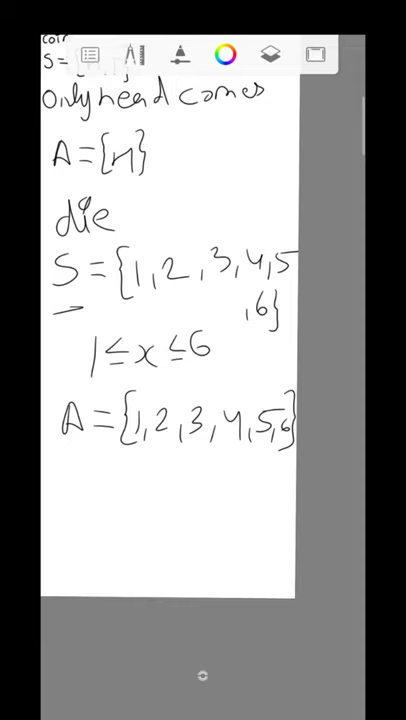 S=
Only head comes
A={H}
die
S={1,2,3,4,5
,6}
1≤x≤6
A={1,2,3,4,5,6}